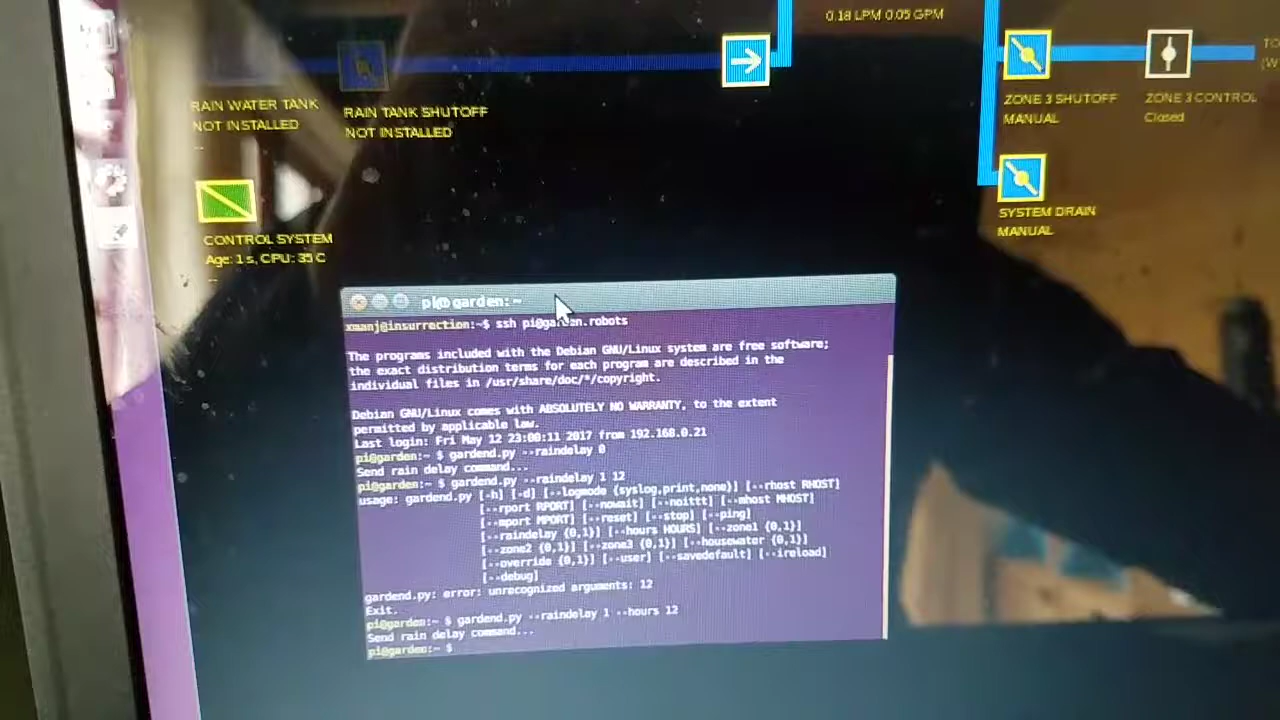 0.18 LPM 0.05 GPM
RAIN WATER TANK
NOT INSTALLED
--
RAIN TANK SHUTOFF
NOT INSTALLED
ZONE 3 SHUTOFF
MANUAL
ZONE 3 CONTROL
Closed
SYSTEM DRAIN
MANUAL
CONTROL SYSTEM
Age: 1 s, CPU: 35 C
--
pi@garden: ~
xmanj@insurrection:~$ ssh pi@garden.robots
The programs included with the Debian GNU/Linux system are free software;
the exact distribution terms for each program are described in the
individual files in /usr/share/doc/*/copyright.
Debian GNU/Linux comes with ABSOLUTELY NO WARRANTY, to the extent
permitted by applicable law.
Last login: Fri May 12 23:00:11 2017 from 192.168.0.21
pi@garden:~ $ gardend.py --raindelay 0
Send rain delay command...
pi@garden:~ $ gardend.py --raindelay 1 12
usage: gardend.py [-h] [-d] [--logmode {syslog,print,none}] [--rhost RHOST]
[--rport RPORT] [--nowait] [--noittt] [--mhost MHOST]
[--mport MPORT] [--reset] [--stop] [--ping]
[--raindelay {0,1}] [--hours HOURS] [--zone1 {0,1}]
[--zone2 {0,1}] [--zone3 {0,1}] [--housewater {0,1}]
[--override {0,1}] [--user] [--savedefault] [--ireload]
[--debug]
gardend.py: error: unrecognized arguments: 12
Exit.
pi@garden:~ $ gardend.py --raindelay 1 --hours 12
Send rain delay command...
pi@garden:~ $